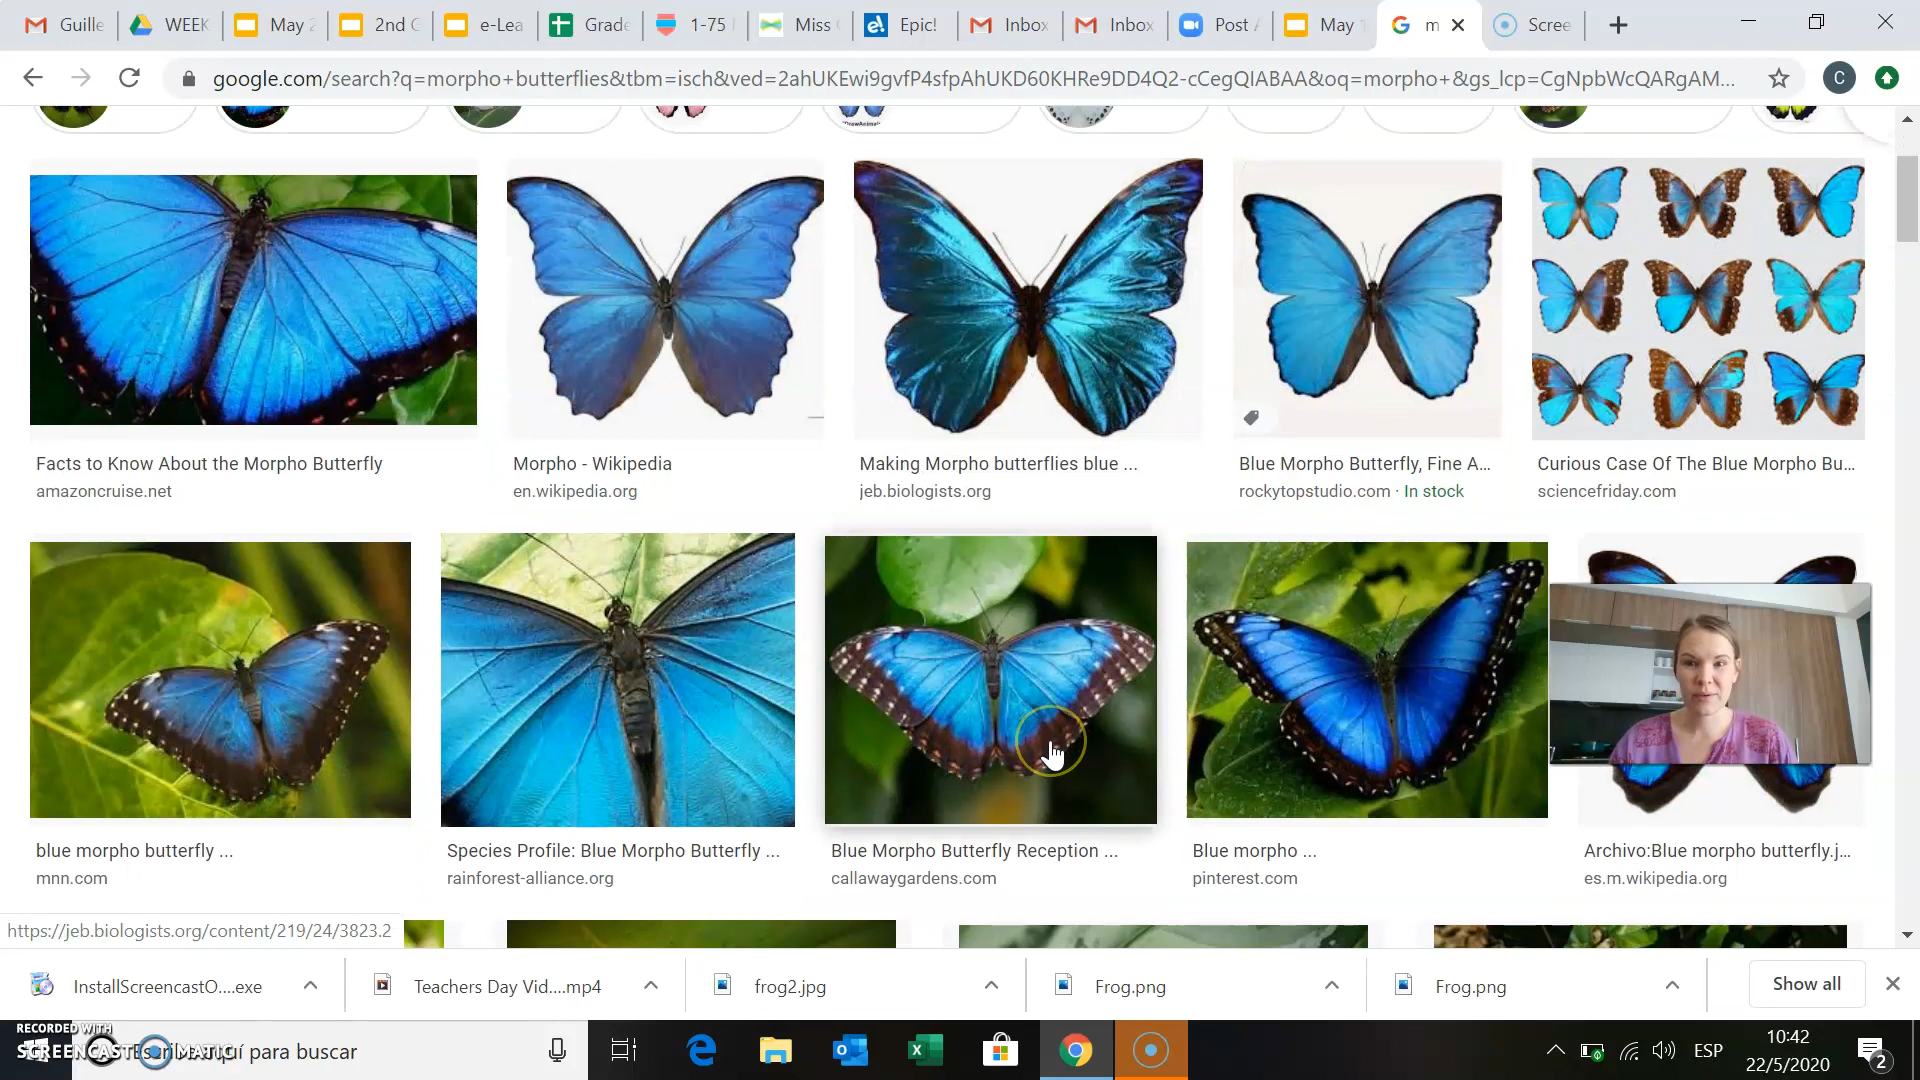 Guille
WEEK
May 2
2nd G
e-Lea
Grade
1-75
Miss
Epic!
Inbox
Inbox
Post A
May
m
Scree
google.com/search?q=morpho+butterflies&tbm=isch&ved=2ahUKEwi9gvfP4sfpAhUKD60KHRe9DD4Q2-cCegQIABAA&oq=morpho+&gs_lcp=CgNpbWcQARgAM...
C
Facts to Know About the Morpho Butterfly
amazoncruise.net
Morpho - Wikipedia
en.wikipedia.org
Making Morpho butterflies blue ...
jeb.biologists.org
Blue Morpho Butterfly, Fine A...
rockytopstudio.com · In stock
Curious Case Of The Blue Morpho Bu...
sciencefriday.com
blue morpho butterfly ...
mnn.com
Species Profile: Blue Morpho Butterfly ...
rainforest-alliance.org
Blue Morpho Butterfly Reception ...
callawaygardens.com
Blue morpho ...
pinterest.com
Archivo:Blue morpho butterfly.j...
es.m.wikipedia.org
https://jeb.biologists.org/content/219/24/3823.2
InstallScreencastO....exe
Teachers Day Vid....mp4
frog2.jpg
Frog.png
Frog.png
Show all
RECORDED WITH
SCREENCAST MATIC
para buscar
ESP
10:42
22/5/2020
2